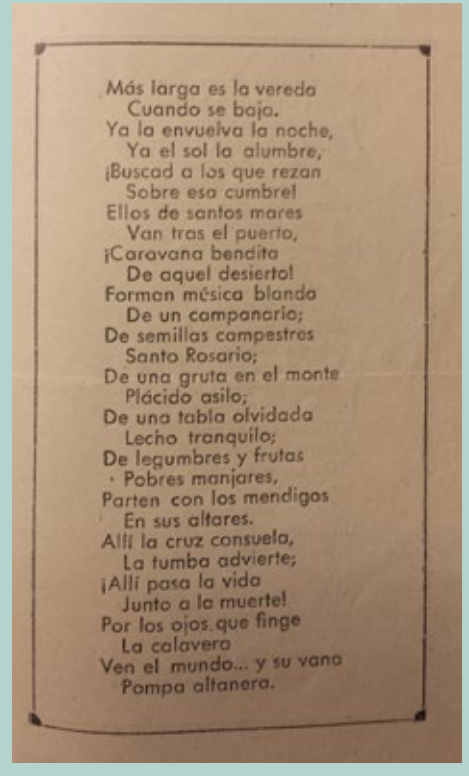 Más larga es la vereda
Cuando se baja.
Ya la envuelva la noche,
Ya el sol la alumbre,
¡Buscad a los que rezan
Sobre esa cumbre!
Ellos de santos mares
Van tras el puerto,
¡Caravana bendita
De aquel desierto!
Forman música blanda
De un campanario;
De semillas campestres
Santo Rosario;
De una gruta en el monte
Plácido asilo;
De una tabla olvidada
Lecho tranquilo;
De legumbres y frutas
Pobres manjares,
Parten con los mendigos
En sus altares.
Allí la cruz consuela,
La tumba advierte;
¡Allí pasa la vida
Junto a la muerte!
Por los ojos que finge
La calavera
Ven el mundo... y su vana
Pompa altanera.